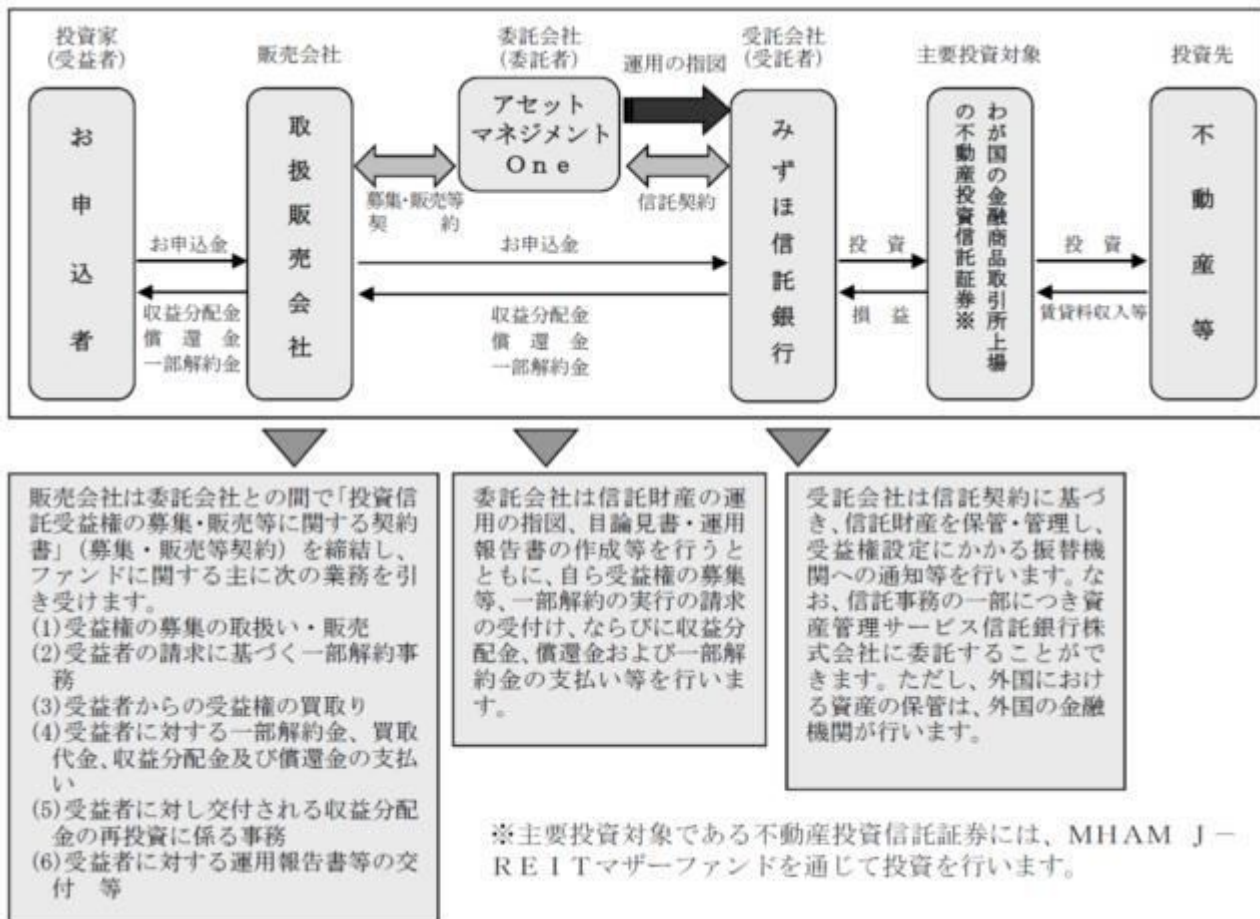 投資家
(受益者)
販売会社
委託会社
(委託者)
運用の指図
受託会社
(受託者)
主要投資対象
投資先
お申込者
取扱販売会社
アセット
マネジメント
One
みずほ信託銀行
わが国の金融商品取引所上場
の不動産投資信託証券※
不動産等
募集・販売等
契　約
信託契約
お申込金
収益分配金
償　還　金
一部解約金
お申込金
収益分配金
償　還　金
一部解約金
投　資
損　益
投　資
賃貸料収入等
販売会社は委託会社との間で「投資信
託受益権の募集・販売等に関する契約
書」（募集・販売等契約）を締結し、
ファンドに関する主に次の業務を引
き受けます。
(1)受益権の募集の取扱い・販売
(2)受益者の請求に基づく一部解約事
務
(3)受益者からの受益権の買取り
(4)受益者に対する一部解約金、買取
代金、収益分配金及び償還金の支払
い
(5)受益者に対し交付される収益分配
金の再投資に係る事務
(6)受益者に対する運用報告書等の交
付　等
委託会社は信託財産の運
用の指図、目論見書・運用
報告書の作成等を行うと
ともに、自ら受益権の募集
等、一部解約の実行の請求
の受付け、ならびに収益分
配金、償還金および一部解
約金の支払い等を行いま
す。
受託会社は信託契約に基づ
き、信託財産を保管・管理し、
受益権設定にかかる振替機
関への通知等を行います。な
お、信託事務の一部につき資
産管理サービス信託銀行株
式会社に委託することがで
きます。ただし、外国におけ
る資産の保管は、外国の金融
機関が行います。
※主要投資対象である不動産投資信託証券には、MHAM　J－
REITマザーファンドを通じて投資を行います。